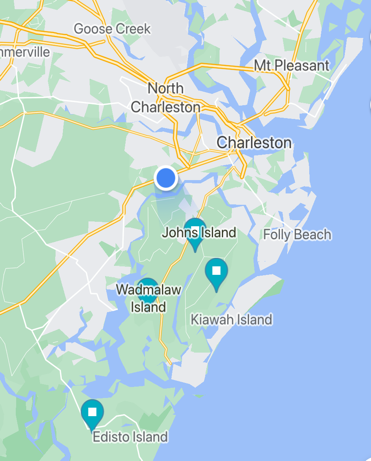 Goose Creek
mmerville
Mt Pleasant
North
Charleston
Charleston
Johns Island
Folly Beach
Wadmalaw
Island
Kiawah Island
Edisto Island